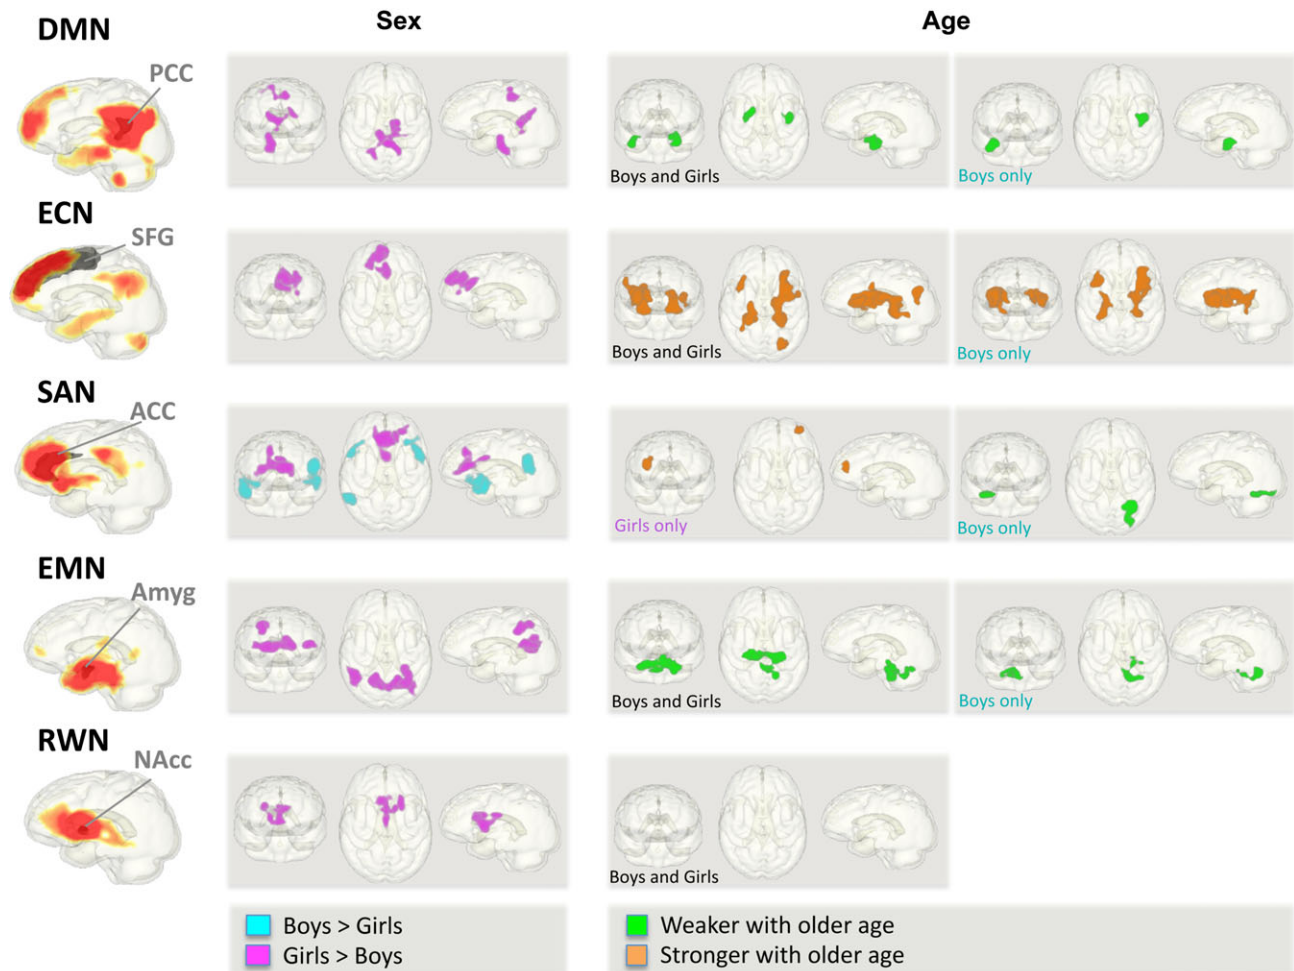 Sex
Age
DMN
PCC
Boys and Girls
Boys only
ECN
SFG
Boys and Girls
Boys only
SAN
ACC
Girls only
Boys only
EMN
Amyg
Boys and Girls
Boys only
RWN
NAcc
Boys and Girls
Boys > Girls
Girls > Boys
Weaker with older age
Stronger with older age